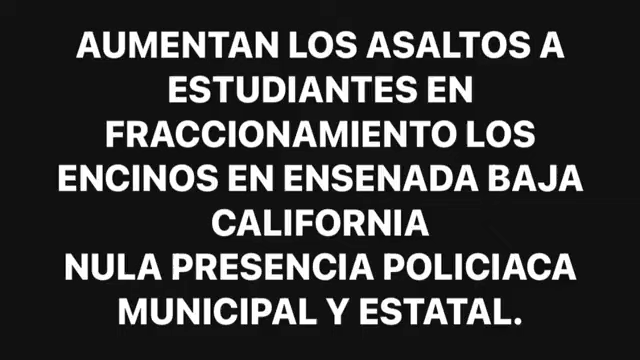 AUMENTAN LOS ASALTOS A
ESTUDIANTES EN
FRACCIONAMIENTO LOS
ENCINOS EN ENSENADA BAJA
CALIFORNIA
NULA PRESENCIA POLICIACA
MUNICIPAL Y ESTATAL.